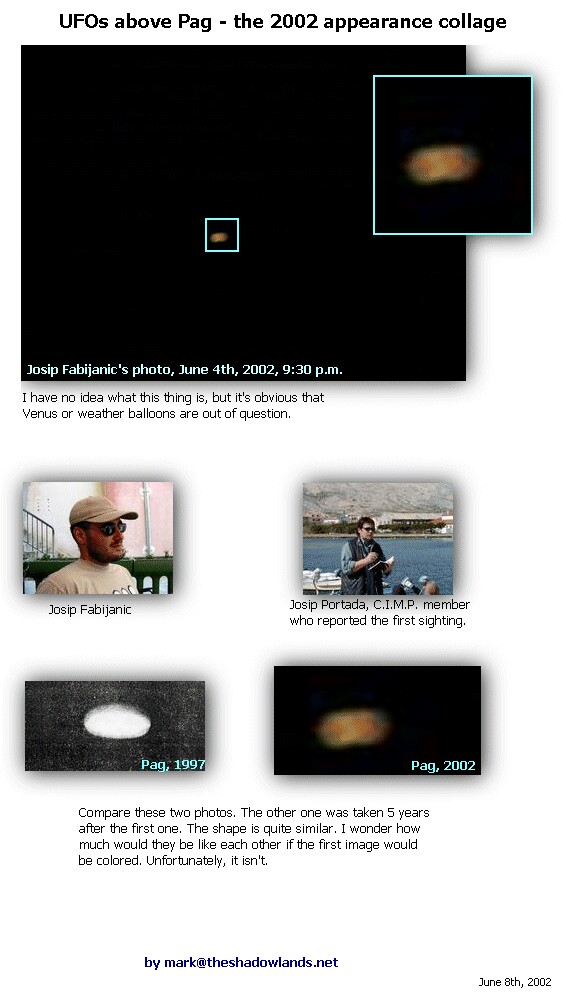 UFOs above Pag - the 2002 appearance collage
Josip Fabijanic's photo, June 4th, 2002, 9:30 p.m.
I have no idea what this thing is, but it's obvious that
Venus or weather balloons are out of question.
Josip Fabijanic
Josip Portada, C.I.M.P. member
who reported the first sighting.
Pag, 1997
Pag, 2002
Compare these two photos. The other one was taken 5 years
after the first one. The shape is quite similar. I wonder how
much would they be like each other if the first image would
be colored. Unfortunately, it isn't.
by mark@theshadowlands.net
June 8th, 2002